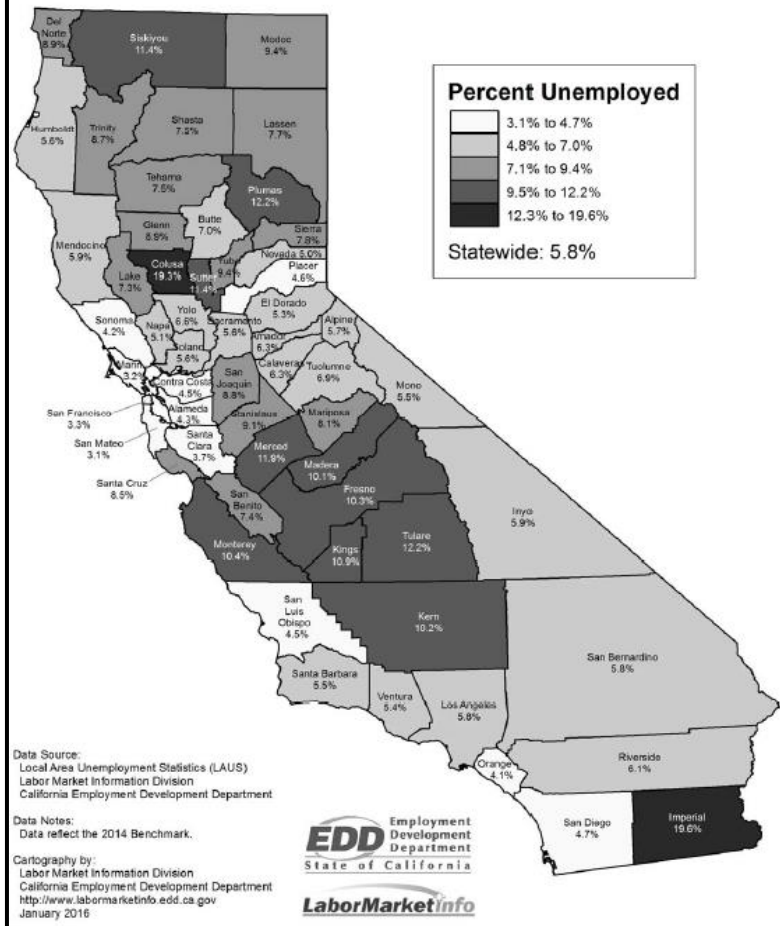 Del
Norte
8.9%
Siskiyou
11.4%
Modoc
9.4%
Percent Unemployed
3.1% to 4.7%
4.8% to 7.0%
7.1% to 9.4%
9.5% to 12.2%
12.3% to 19.6%
Statewide: 5.8%
Humboldt
5.6%
Trinity
8.7%
Shasta
Lassen
7.7%
Tehama
7.5%
Plumas
12.2%
Glenn
8.9%
Butte
7.0%
Sierra
7.8%
Mendocino
5.9%
Lake
7.3%
Colusa
19.3%
Sutter
11.4%
Yuba
9.4%
Nevada 5.0%
Placer
4.6%
El Dorado
5.3%
Sonoma
4.2%
Napa
5.1%
Yolo
6.6%
Solano
5.6%
Sacramento
5.6%
Amador
6.3%
Alpine
5.7%
Marin
3.2%
Contra Costa
4.5%
San
Joaquin
8.8%
Calaveras
6.3%
Tuolumne
6.9%
Mono
5.5%
San Francisco
3.3%
Alameda
4.3%
Stanislaus
9.1%
Mariposa
8.1%
San Mateo
3.1%
Santa
Clara
3.7%
Merced
11.9%
Madera
10.1%
Santa Cruz
8.5%
San
Benito
7.4%
Fresno
10.3%
Inyo
5.9%
Monterey
10.4%
Kings
10.9%
Tulare
12.2%
San
Luis
Obispo
4.5%
Kern
10.2%
San Bernardino
5.8%
Santa Barbara
5.5%
Ventura
5.4%
Los Angeles
5.8%
Orange
4.1%
Riverside
6.1%
San Diego
4.7%
Imperial
19.6%
Data Source:
Local Area Unemployment Statistics (LAUS)
Labor Market Information Division
California Employment Development Department
Data Notes:
Data reflect the 2014 Benchmark.
Cartography by:
Labor Market Information Division
California Employment Development Department
http://www.labormarketinfo.edd.ca.gov
January 2016
EDD
Employment
Development
Department
State of California
LaborMarketInfo